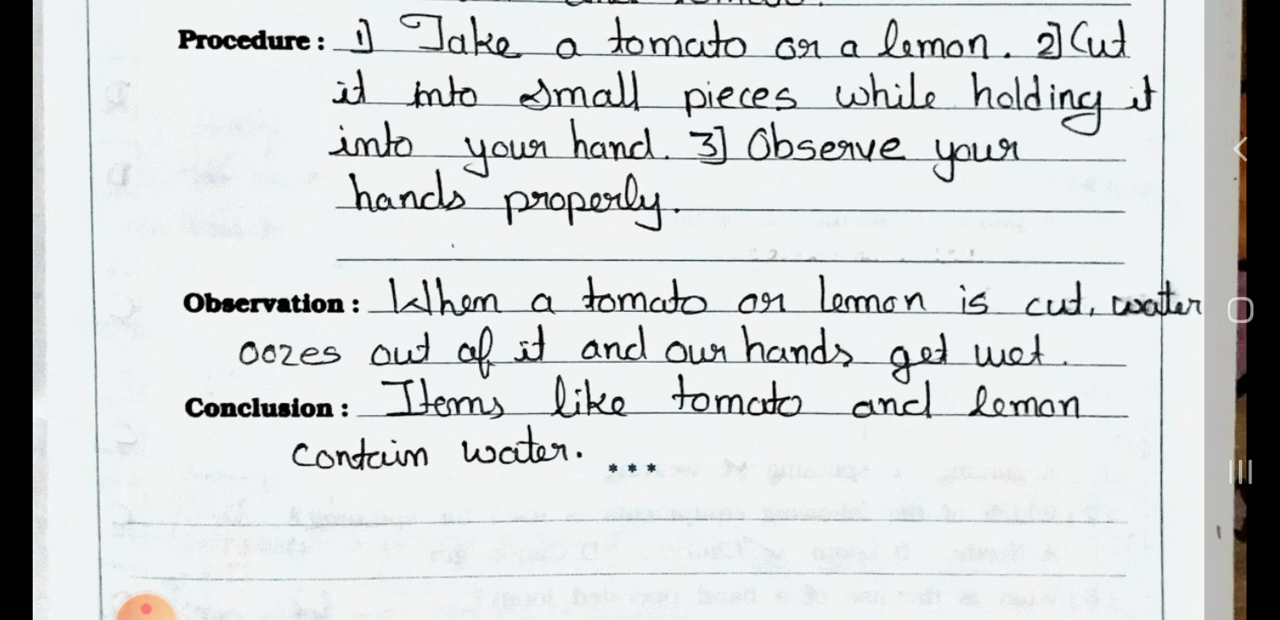 Procedure : 1] Take a tomato or a lemon. 2] Cut
it into small pieces while holding it
into your hand. 3] Observe your
hands properly.
Observation : When a tomato or lemon is cut, water
oozes out of it and our hands get wet.
Conclusion : Items like tomato and lemon
contain water. ***